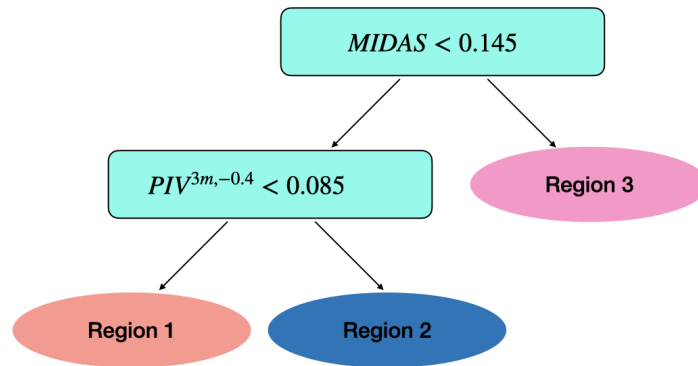 MIDAS < 0.145
PIV^{3m,−0.4} < 0.085
Region 3
Region 1
Region 2